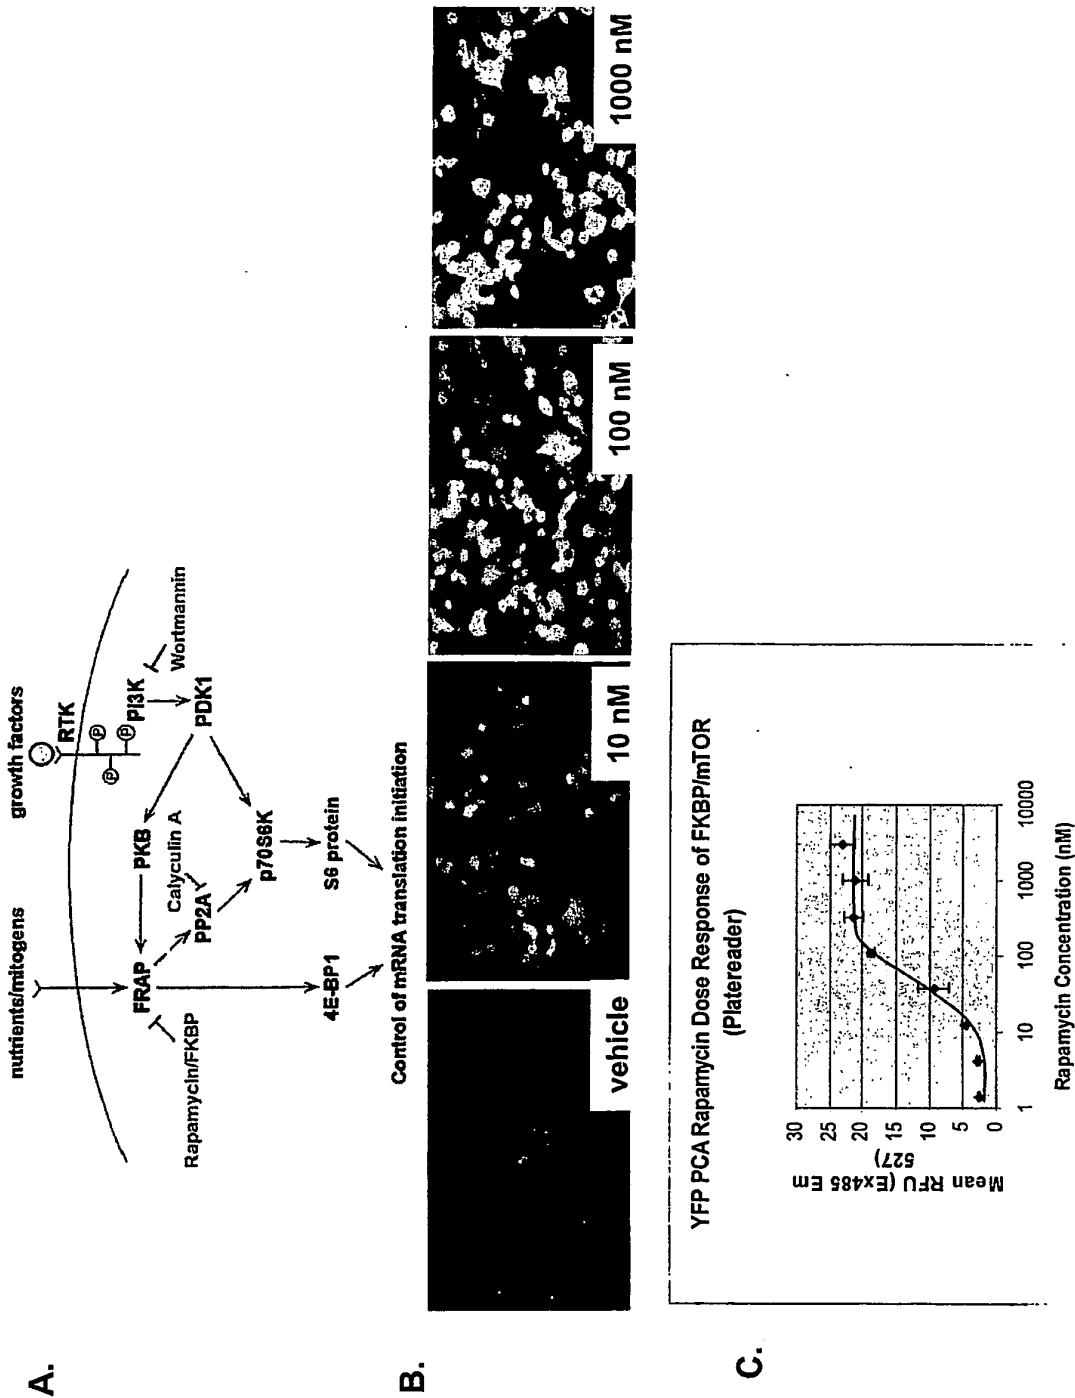 A.
nutrients/mitogens
growth factors
RTK
P
P
P
FRAP
PKB
PI3K
Rapamycin/FKBP
Calyculin A
Wortmannin
PP2A
PDK1
p70S6K
4E-BP1
S6 protein
Control of mRNA translation initiation
B.
vehicle
10 nM
100 nM
1000 nM
C.
YFP PCA Rapamycin Dose Response of FKBP/mTOR
(Platereader)
Mean RFU (Ex485 Em
527)
30
25
20
15
10
5
0
1
10
100
1000
10000
Rapamycin Concentration (nM)